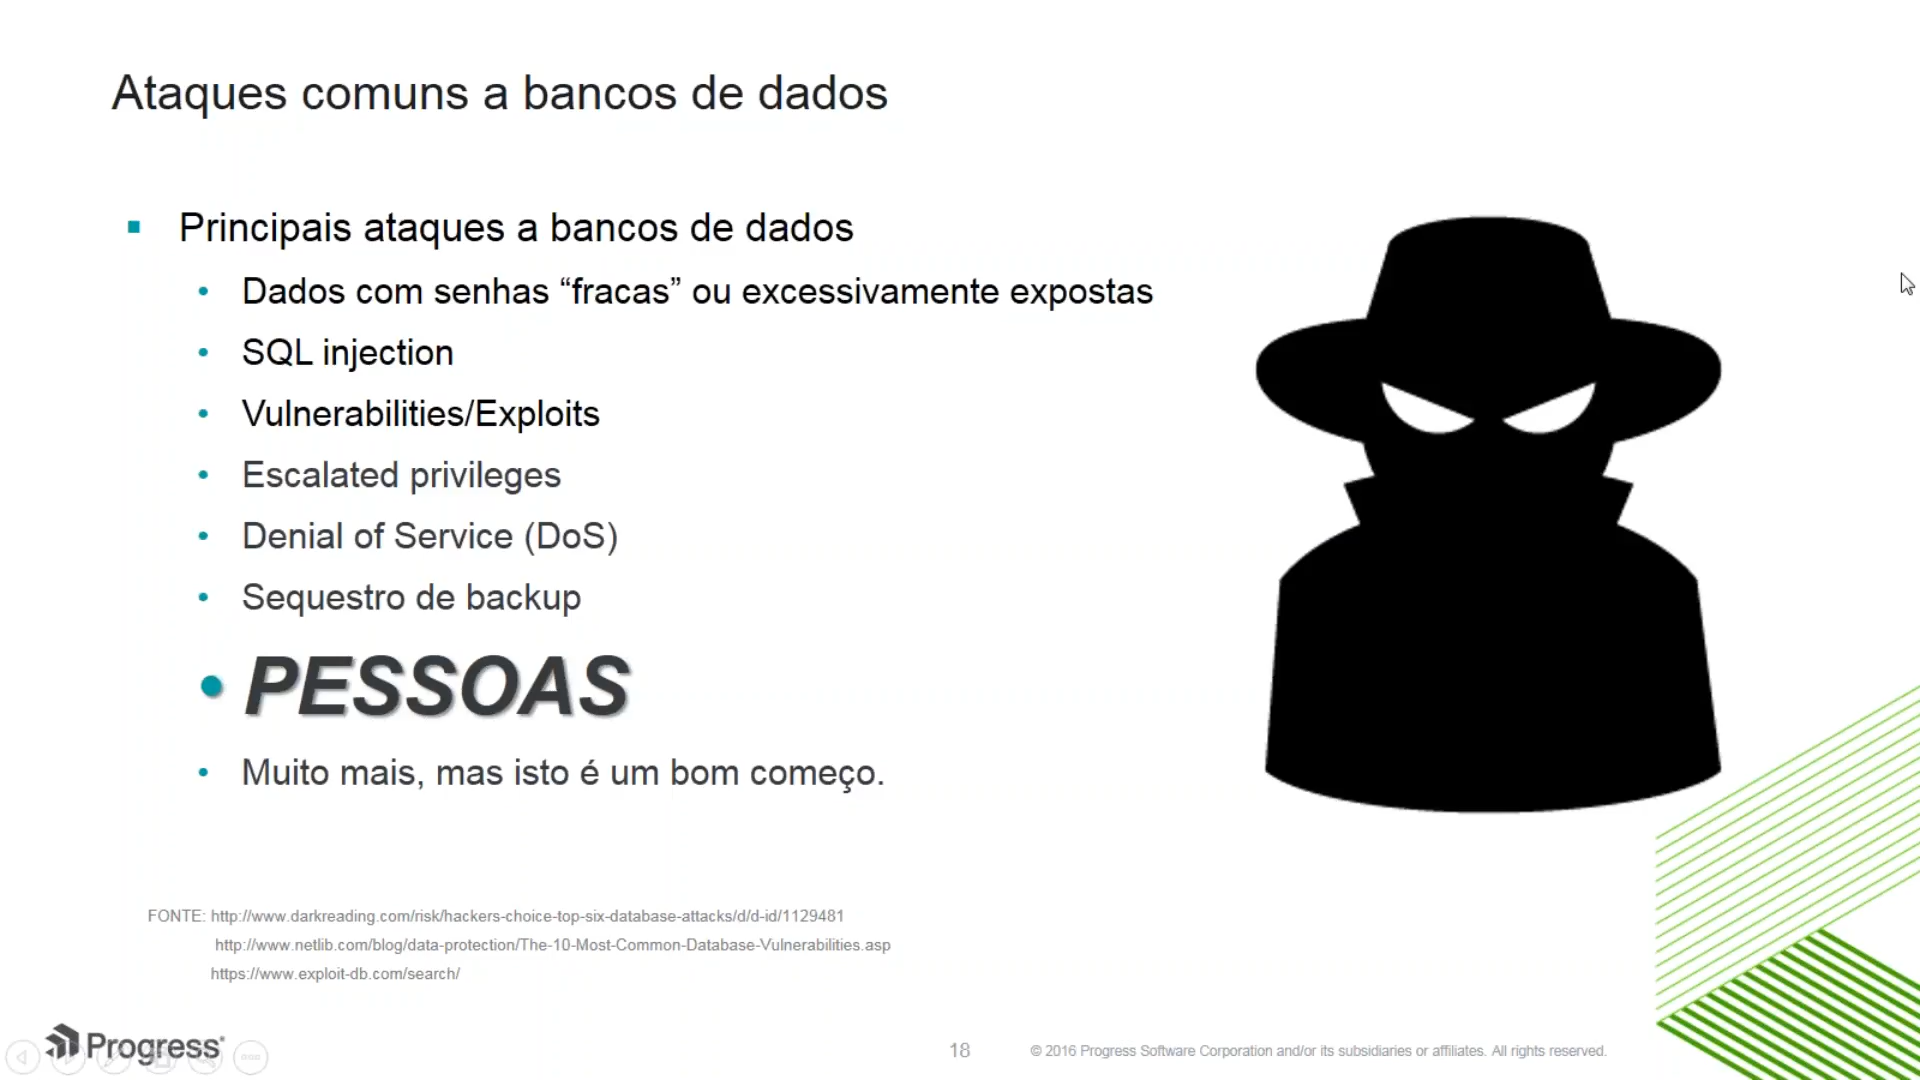 Ataques comuns a bancos de dados
Principais ataques a bancos de dados
Dados com senhas “fracas” ou excessivamente expostas
SQL injection
Vulnerabilities/Exploits
Escalated privileges
Denial of Service (DoS)
Sequestro de backup
PESSOAS
Muito mais, mas isto é um bom começo.
FONTE: http://www.darkreading.com/risk/hackers-choice-top-six-database-attacks/d/d-id/1129481
http://www.netlib.com/blog/data-protection/The-10-Most-Common-Database-Vulnerabilities.asp
https://www.exploit-db.com/search/
Progress
18
© 2016 Progress Software Corporation and/or its subsidiaries or affiliates. All rights reserved.